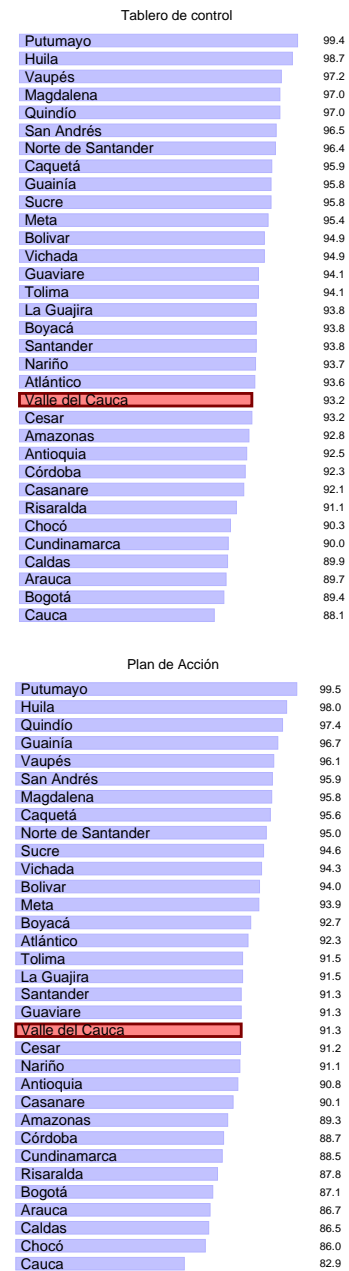 Tablero de control
Putumayo 99.4
Huila 98.7
Vaupés 97.2
Magdalena 97.0
Quindío 97.0
San Andrés 96.5
Norte de Santander 96.4
Caquetá 95.9
Guainía 95.8
Sucre 95.8
Meta 95.4
Bolivar 94.9
Vichada 94.9
Guaviare 94.1
Tolima 94.1
La Guajira 93.8
Boyacá 93.8
Santander 93.8
Nariño 93.7
Atlántico 93.6
Valle del Cauca 93.2
Cesar 93.2
Amazonas 92.8
Antioquia 92.5
Córdoba 92.3
Casanare 92.1
Risaralda 91.1
Chocó 90.3
Cundinamarca 90.0
Caldas 89.9
Arauca 89.7
Bogotá 89.4
Cauca 88.1
Plan de Acción
Putumayo 99.5
Huila 98.0
Quindío 97.4
Guainía 96.7
Vaupés 96.1
San Andrés 95.9
Magdalena 95.8
Caquetá 95.6
Norte de Santander 95.0
Sucre 94.6
Vichada 94.3
Bolivar 94.0
Meta 93.9
Boyacá 92.7
Atlántico 92.3
Tolima 91.5
La Guajira 91.5
Santander 91.3
Guaviare 91.3
Valle del Cauca 91.3
Cesar 91.2
Nariño 91.1
Antioquia 90.8
Casanare 90.1
Amazonas 89.3
Córdoba 88.7
Cundinamarca 88.5
Risaralda 87.8
Bogotá 87.1
Arauca 86.7
Caldas 86.5
Chocó 86.0
Cauca 82.9